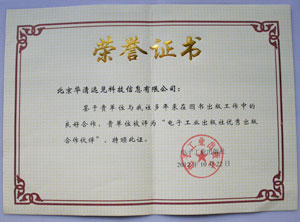 荣誉证书
北京华清远见科技信息有限公司：
鉴于贵单位与我社多年来在图书出版工作中的
良好合作，贵单位被评为“电子工业出版社优秀出版
合作伙伴”，特颁此证。